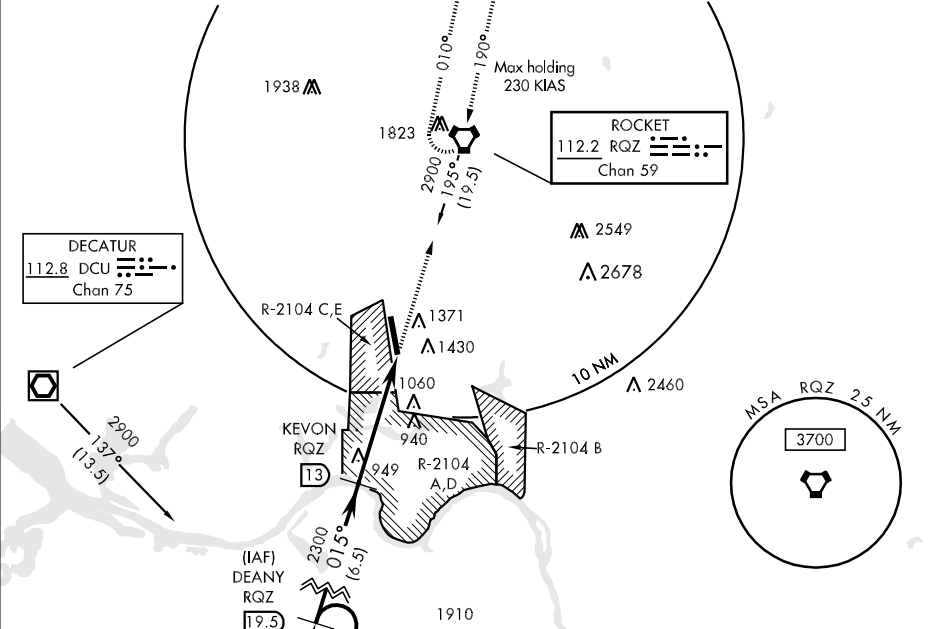 010°
190°
Max holding
230 KIAS
1938
1823
ROCKET
112.2 RQZ
Chan 59
2900
195°
(19.5)
2549
2678
DECATUR
112.8 DCU
Chan 75
R-2104 C,E
1371
1430
10 NM
1060
2460
2900
137°
(13.5)
KEVON
RQZ
13
940
949
R-2104
A,D
R-2104 B
MSA RQZ 25 NM
3700
2300
015°
(6.5)
(IAF)
DEANY
RQZ
19.5
1910